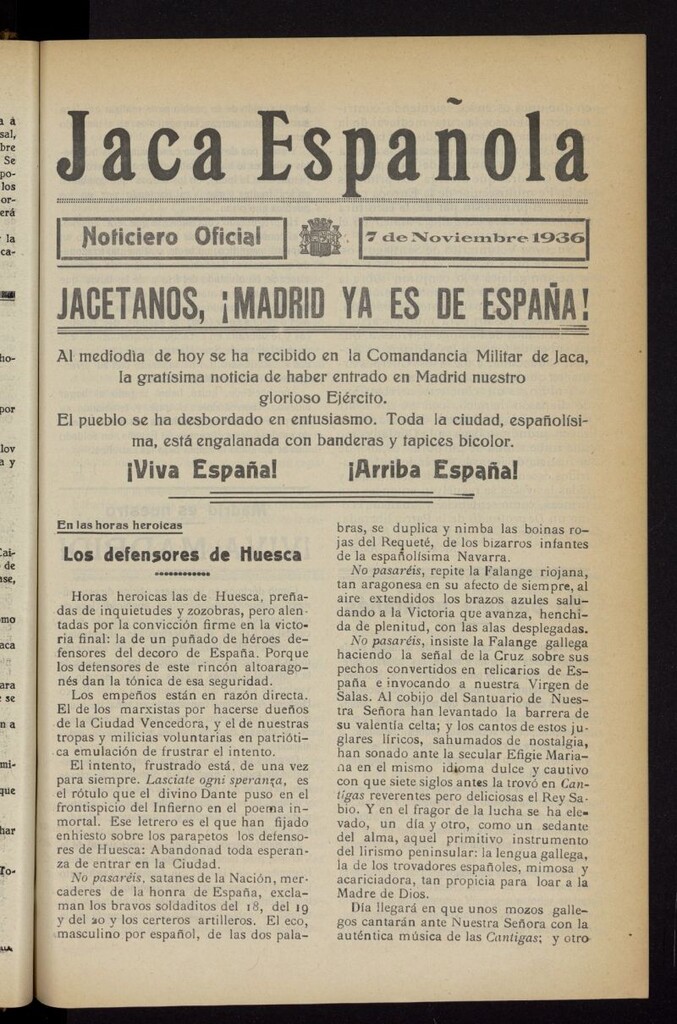 Jaca Española
Noticiero Oficial
7 de Noviembre 1936
JACETANOS, ¡MADRID YA ES DE ESPAÑA!
Al mediodía de hoy se ha recibido en la Comandancia Militar de Jaca,
la gratísima noticia de haber entrado en Madrid nuestro
glorioso Ejército.
El pueblo se ha desbordado en entusiasmo. Toda la ciudad, españolísi-
ma, está engalanada con banderas y tapices bicolor.
¡Viva España! ¡Arriba España!
En las horas heroicas
Los defensores de Huesca
Horas heroicas las de Huesca, preña-
das de inquietudes y zozobras, pero alen-
tadas por la convicción firme en la victo-
ria final: la de un puñado de héroes de-
fensores del decoro de España. Porque
los defensores de este rincón altoarago-
nés dan la tónica de esa seguridad.
Los empeños están en razón directa.
El de los marxistas por hacerse dueños
de la Ciudad Vencedora, y el de nuestras
tropas y milicias voluntarias en patrióti-
ca emulación de frustrar el intento.
El intento, frustrado está, de una vez
para siempre. Lasciate ogni speranza, es
el rótulo que el divino Dante puso en el
frontispicio del Infierno en el poema in-
mortal. Ese letrero es el que han fijado
enhiesto sobre los parapetos los defenso-
res de Huesca: Abandonad toda esperan-
za de entrar en la Ciudad.
No pasaréis, satanes de la Nación, mer-
caderes de la honra de España, excla-
man los bravos soldaditos del 18, del 19
y del 20 y los certeros artilleros. El eco,
masculino por español, de las dos pala-
bras, se duplica y nimba las boinas ro-
jas del Requeté, de los bizarros infantes
de la españolísima Navarra.
No pasaréis, repite la Falange riojana,
tan aragonesa en su afecto de siempre, al
aire extendidos los brazos azules salu-
dando a la Victoria que avanza, henchi-
da de plenitud, con las alas desplegadas.
No pasaréis, insiste la Falange gallega
haciendo la señal de la Cruz sobre sus
pechos convertidos en relicarios de Es-
paña e invocando a nuestra Virgen de
Salas. Al cobijo del Santuario de Nues-
tra Señora han levantado la barrera de
su valentía celta; y los cantos de estos ju-
glares líricos, sahumados de nostalgia,
han sonado ante la secular Efigie Maria-
na en el mismo idioma dulce y cautivo
con que siete siglos antes la trovó en Can-
tigas reverentes pero deliciosas el Rey Sa-
bio. Y en el fragor de la lucha se ha ele-
vado, un día y otro, como un sedante
del alma, aquel primitivo instrumento
del lirismo peninsular: la lengua gallega,
la de los trovadores españoles, mimosa y
acariciadora, tan propicia para loar a la
Madre de Dios.
Día llegará en que unos mozos galle-
gos cantarán ante Nuestra Señora con la
auténtica música de las Cantigas; y otro